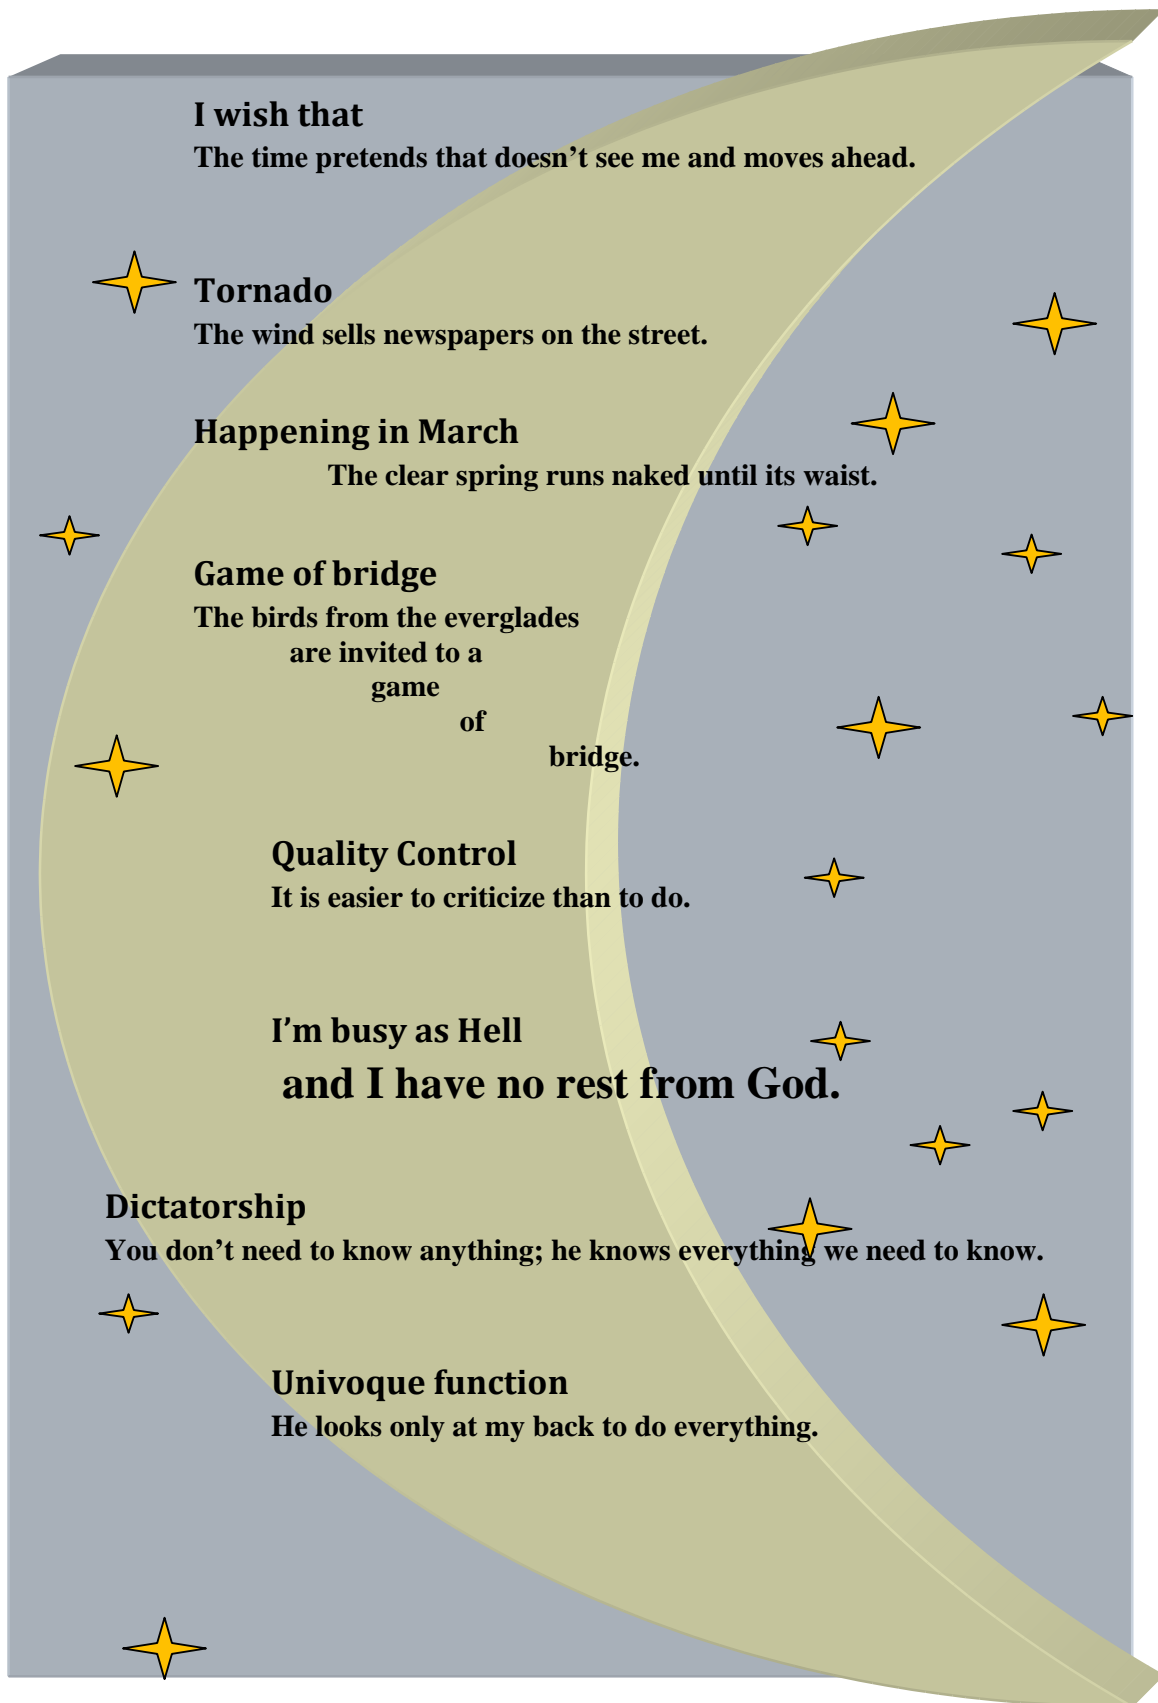 I wish that
The time pretends that doesn’t see me and moves ahead.
Tornado
The wind sells newspapers on the street.
Happening in March
The clear spring runs naked until its waist.
Game of bridge
The birds from the everglades
are invited to a
game
of
bridge.
Quality Control
It is easier to criticize than to do.
I’m busy as Hell
and I have no rest from God.
Dictatorship
You don’t need to know anything; he knows everything we need to know.
Univoque function
He looks only at my back to do everything.